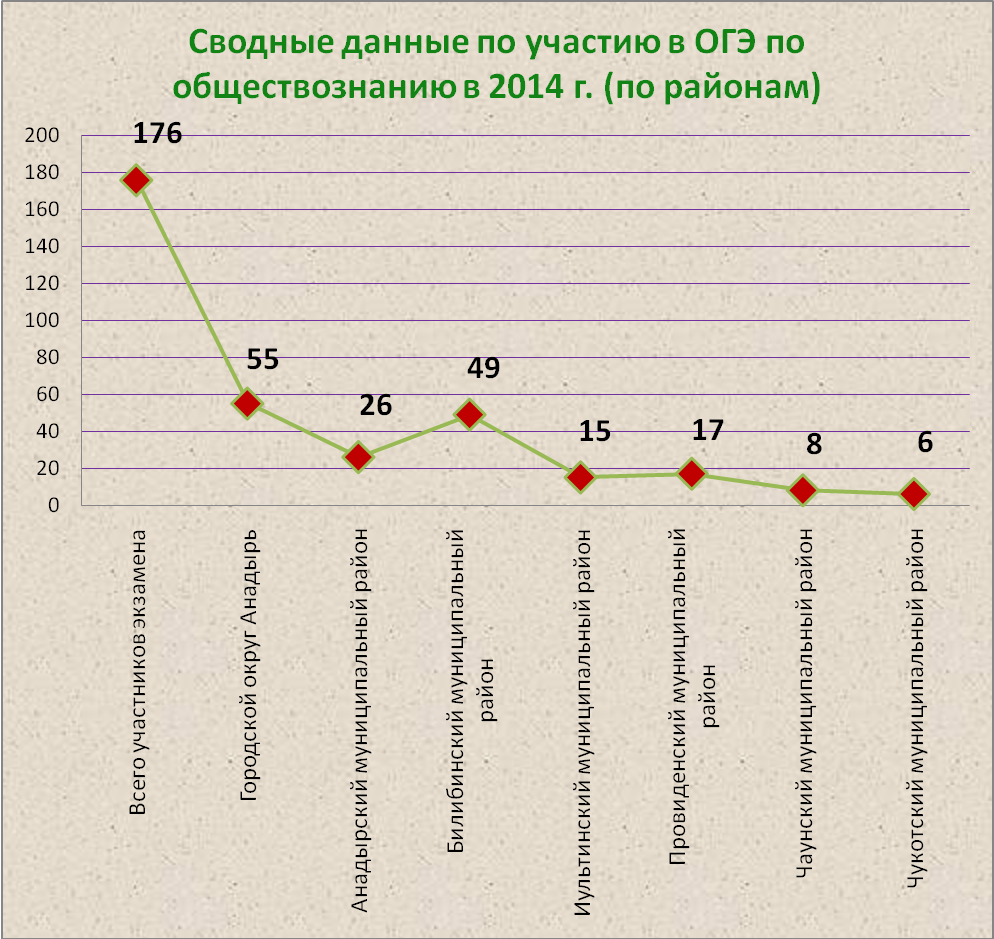 Сводные данные по участию в ОГЭ по
обществознанию в 2014 г. (по районам)
200
180
160
140
120
100
80
60
40
20
0
176
55
26
49
15
17
8
6
Всего участников экзамена
Городской округ Анадырь
Анадырский муниципальный район
Билибинский муниципальный
район
Иультинский муниципальный район
Провиденский муниципальный
район
Чаунский муниципальный район
Чукотский муниципальный район